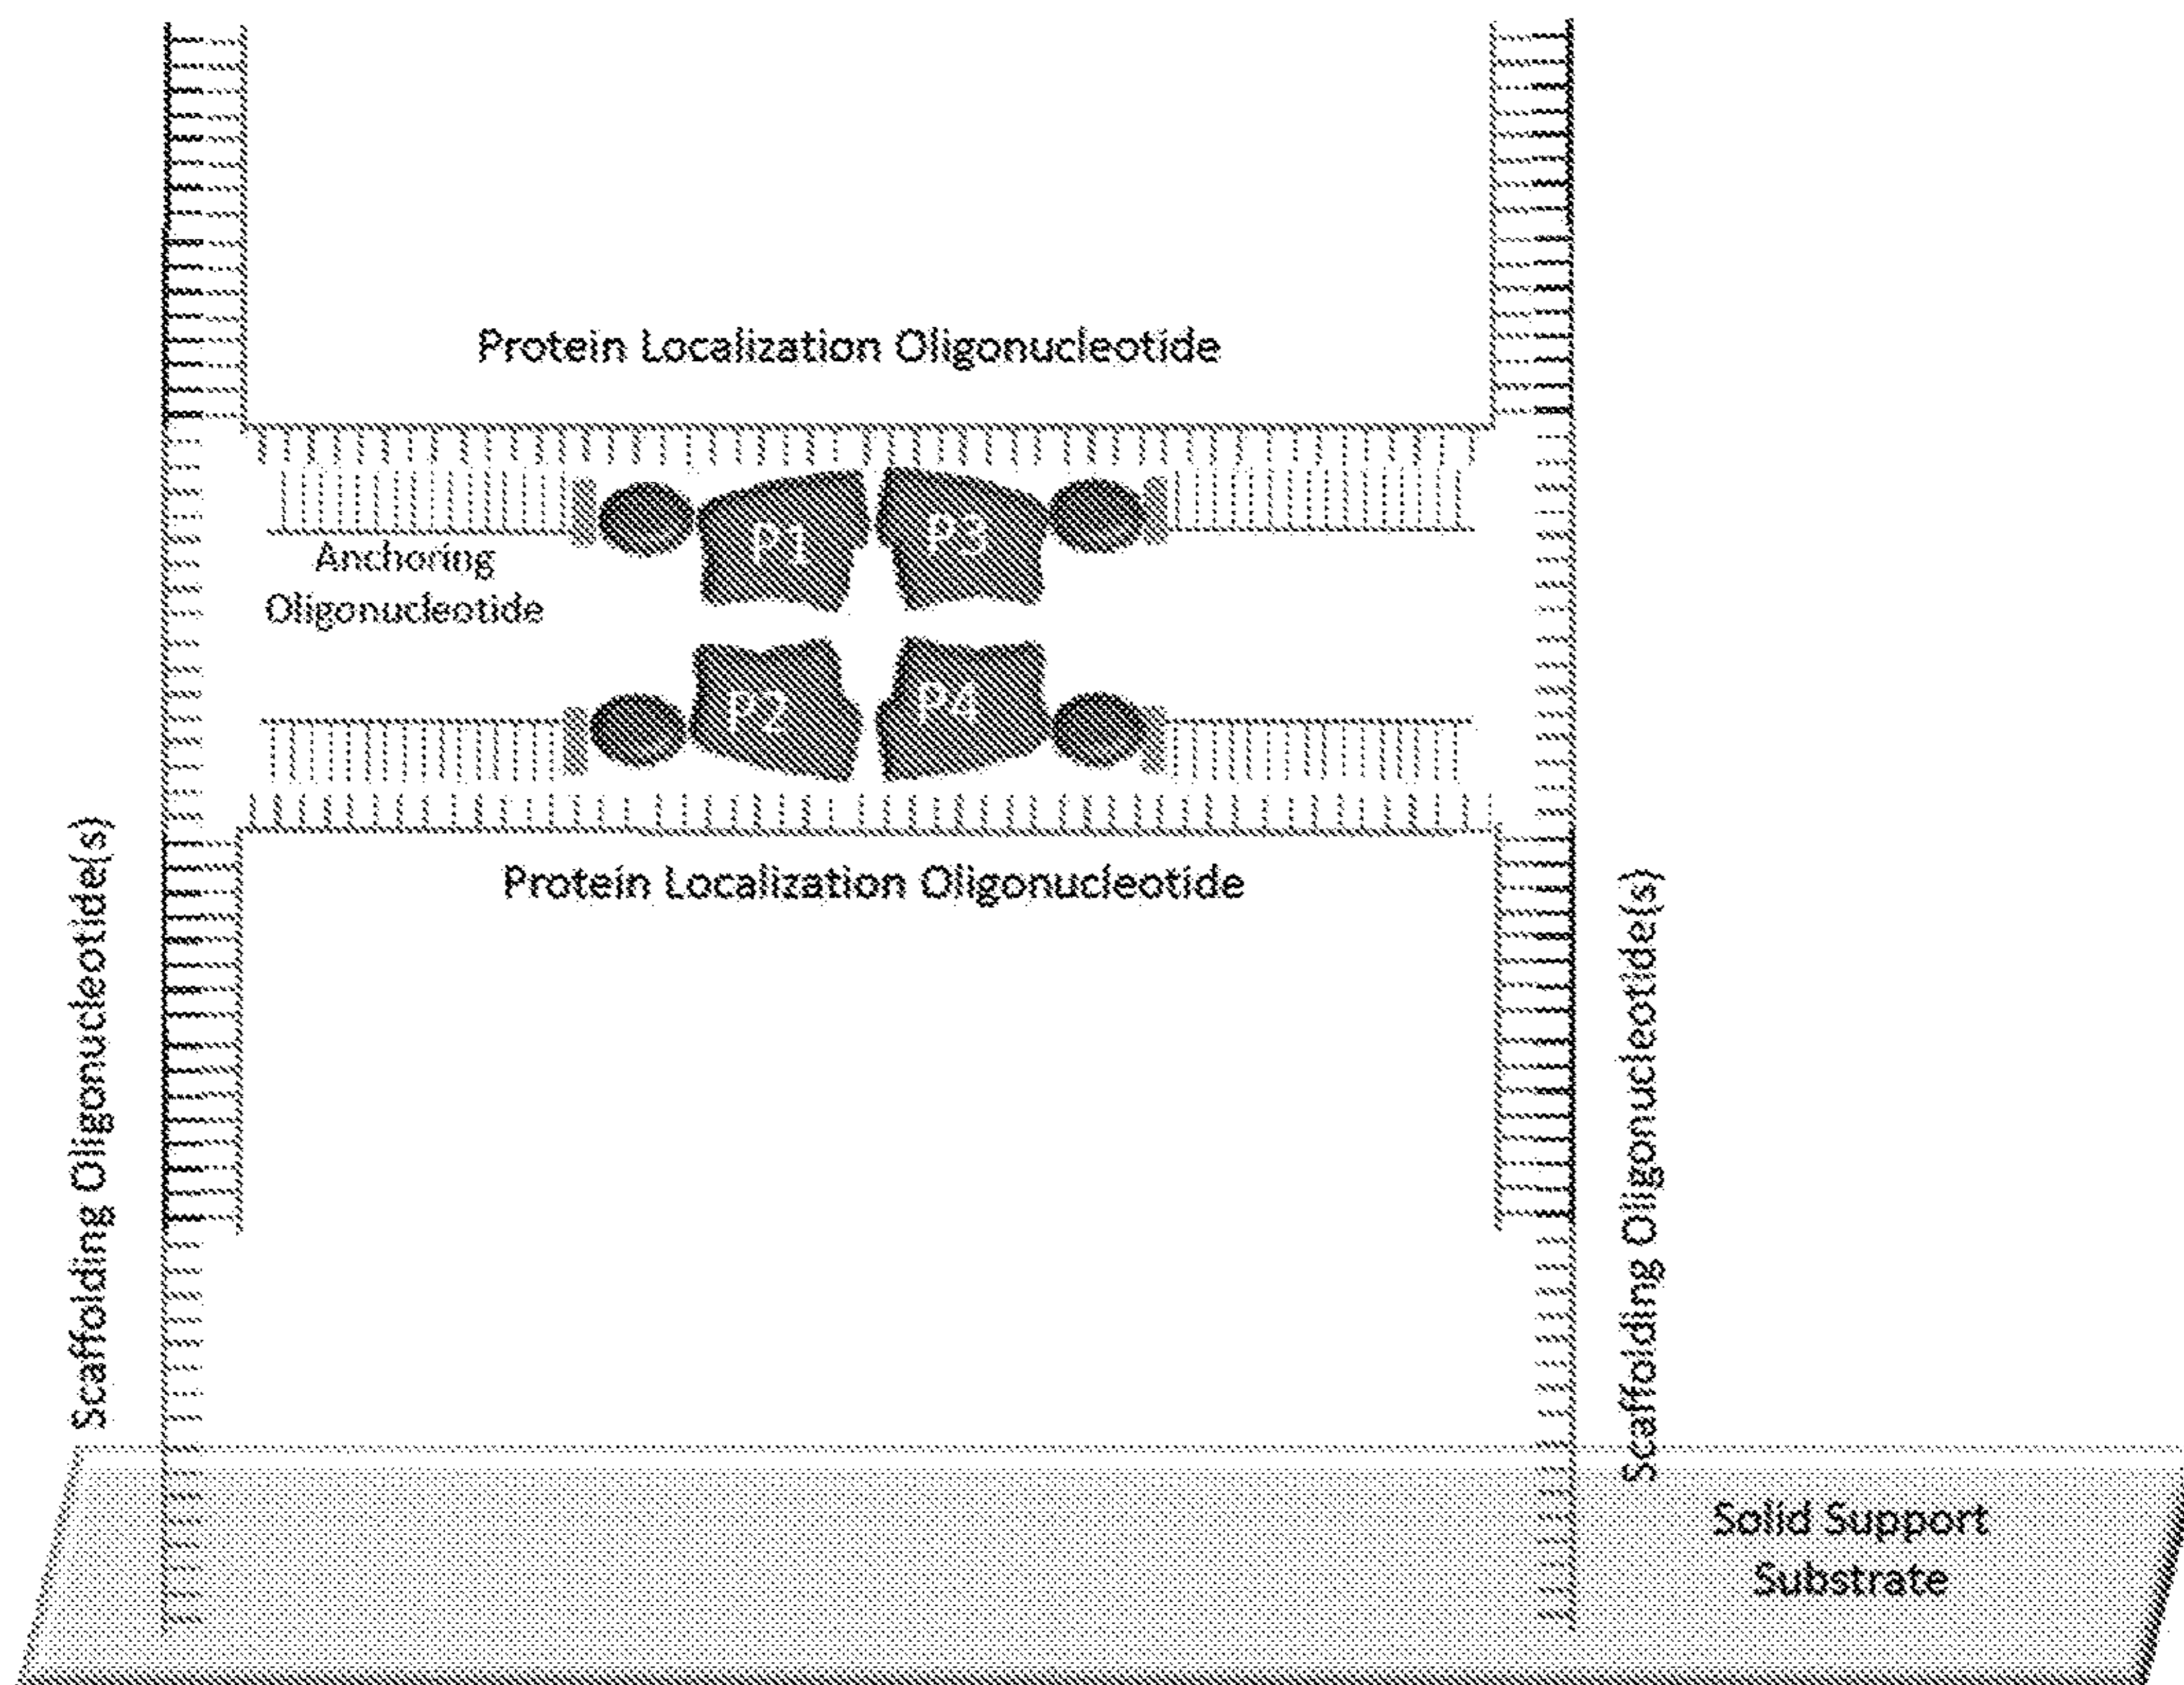 Protein Localization Oligonucleotide
P1
P3
Anchoring
Oligonucleotide
P2
P4
Protein Localization Oligonucleotide
Scaffolding Oligonucleotide(s)
Scaffolding Oligonucleotide(s)
Solid Support
Substrate